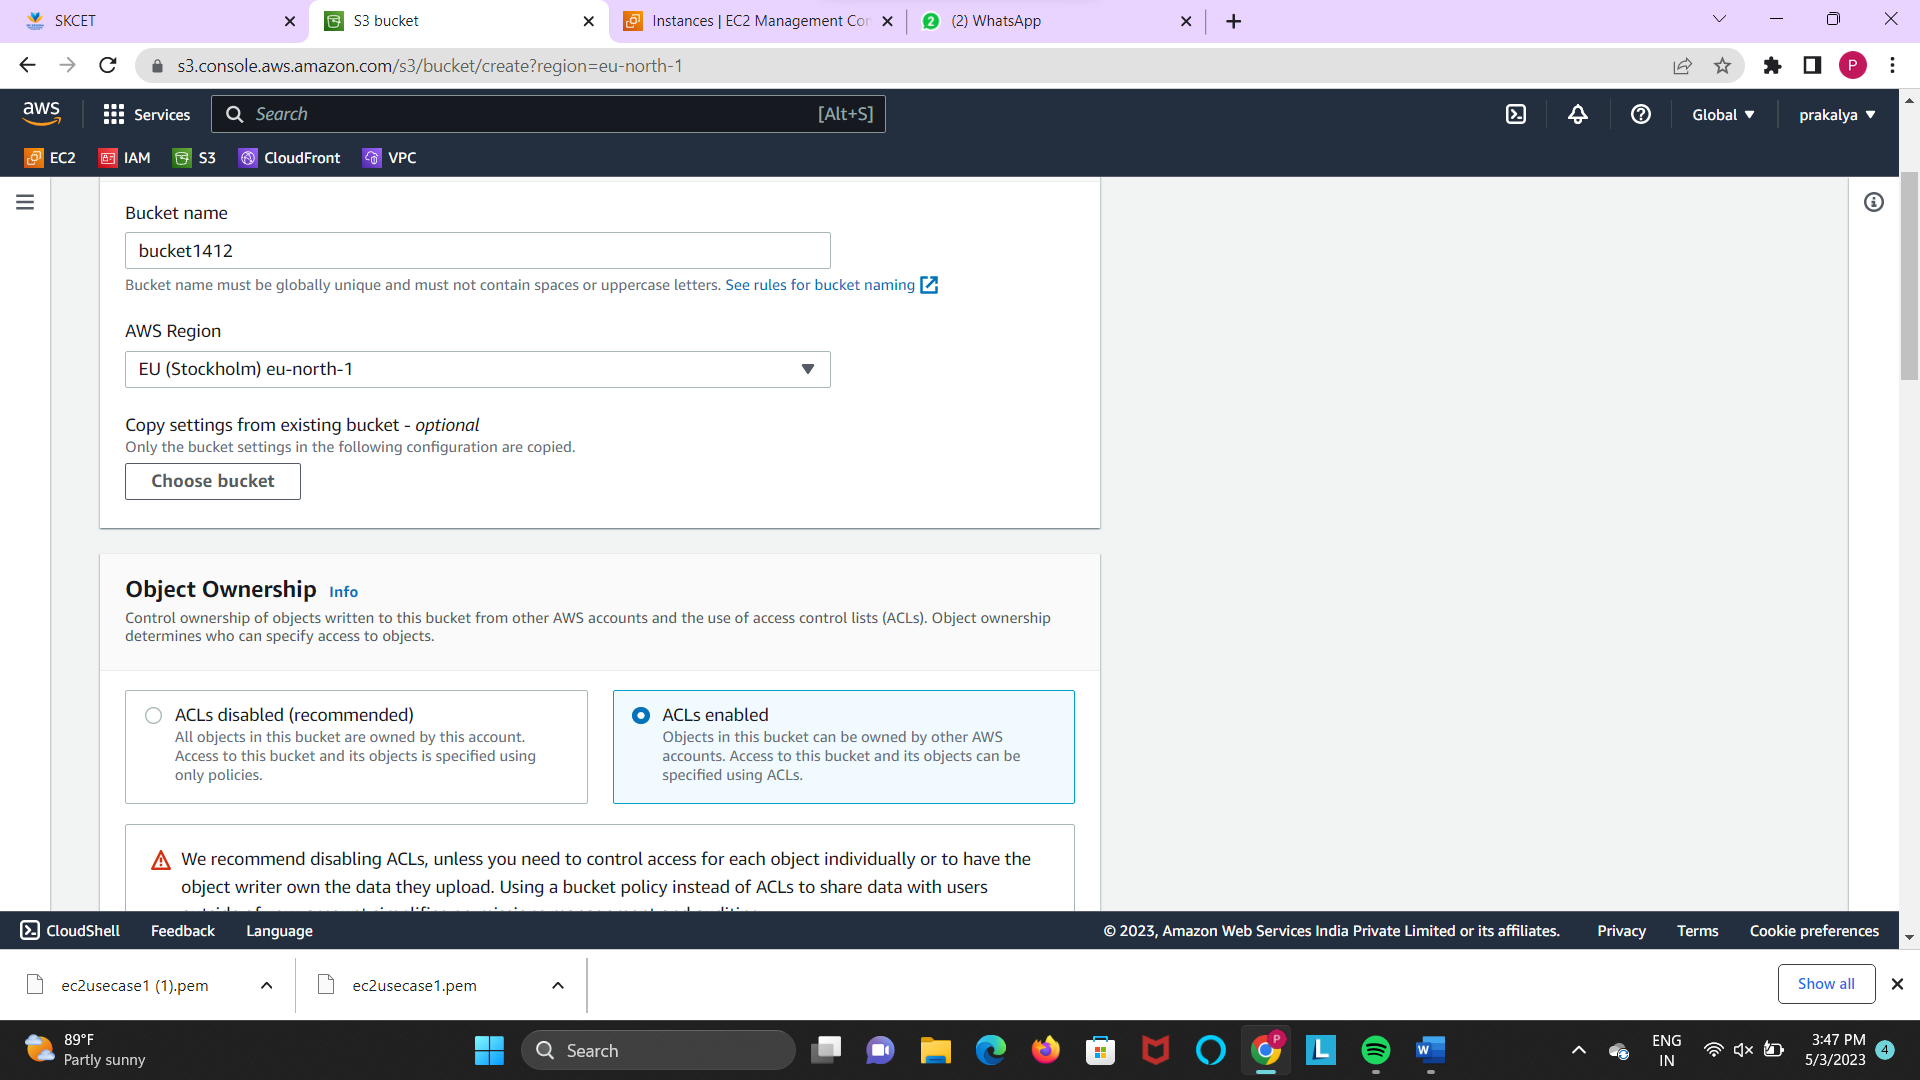 SKCET
S3 bucket
Instances | EC2 Management Con
(2) WhatsApp
s3.console.aws.amazon.com/s3/bucket/create?region=eu-north-1
P
aws
Services
Search
[Alt+S]
Global
prakalya
EC2
IAM
S3
CloudFront
VPC
Bucket name
bucket1412
Bucket name must be globally unique and must not contain spaces or uppercase letters. See rules for bucket naming
AWS Region
EU (Stockholm) eu-north-1
Copy settings from existing bucket - optional
Only the bucket settings in the following configuration are copied.
Choose bucket
Object Ownership Info
Control ownership of objects written to this bucket from other AWS accounts and the use of access control lists (ACLs). Object ownership
determines who can specify access to objects.
ACLs disabled (recommended)
All objects in this bucket are owned by this account.
Access to this bucket and its objects is specified using
only policies.
ACLs enabled
Objects in this bucket can be owned by other AWS
accounts. Access to this bucket and its objects can be
specified using ACLs.
We recommend disabling ACLs, unless you need to control access for each object individually or to have the
object writer own the data they upload. Using a bucket policy instead of ACLs to share data with users
CloudShell
Feedback
Language
© 2023, Amazon Web Services India Private Limited or its affiliates.
Privacy
Terms
Cookie preferences
ec2usecase1 (1).pem
ec2usecase1.pem
Show all
89°F
Partly sunny
Search
P
L
W
ENG
IN
3:47 PM
5/3/2023
4